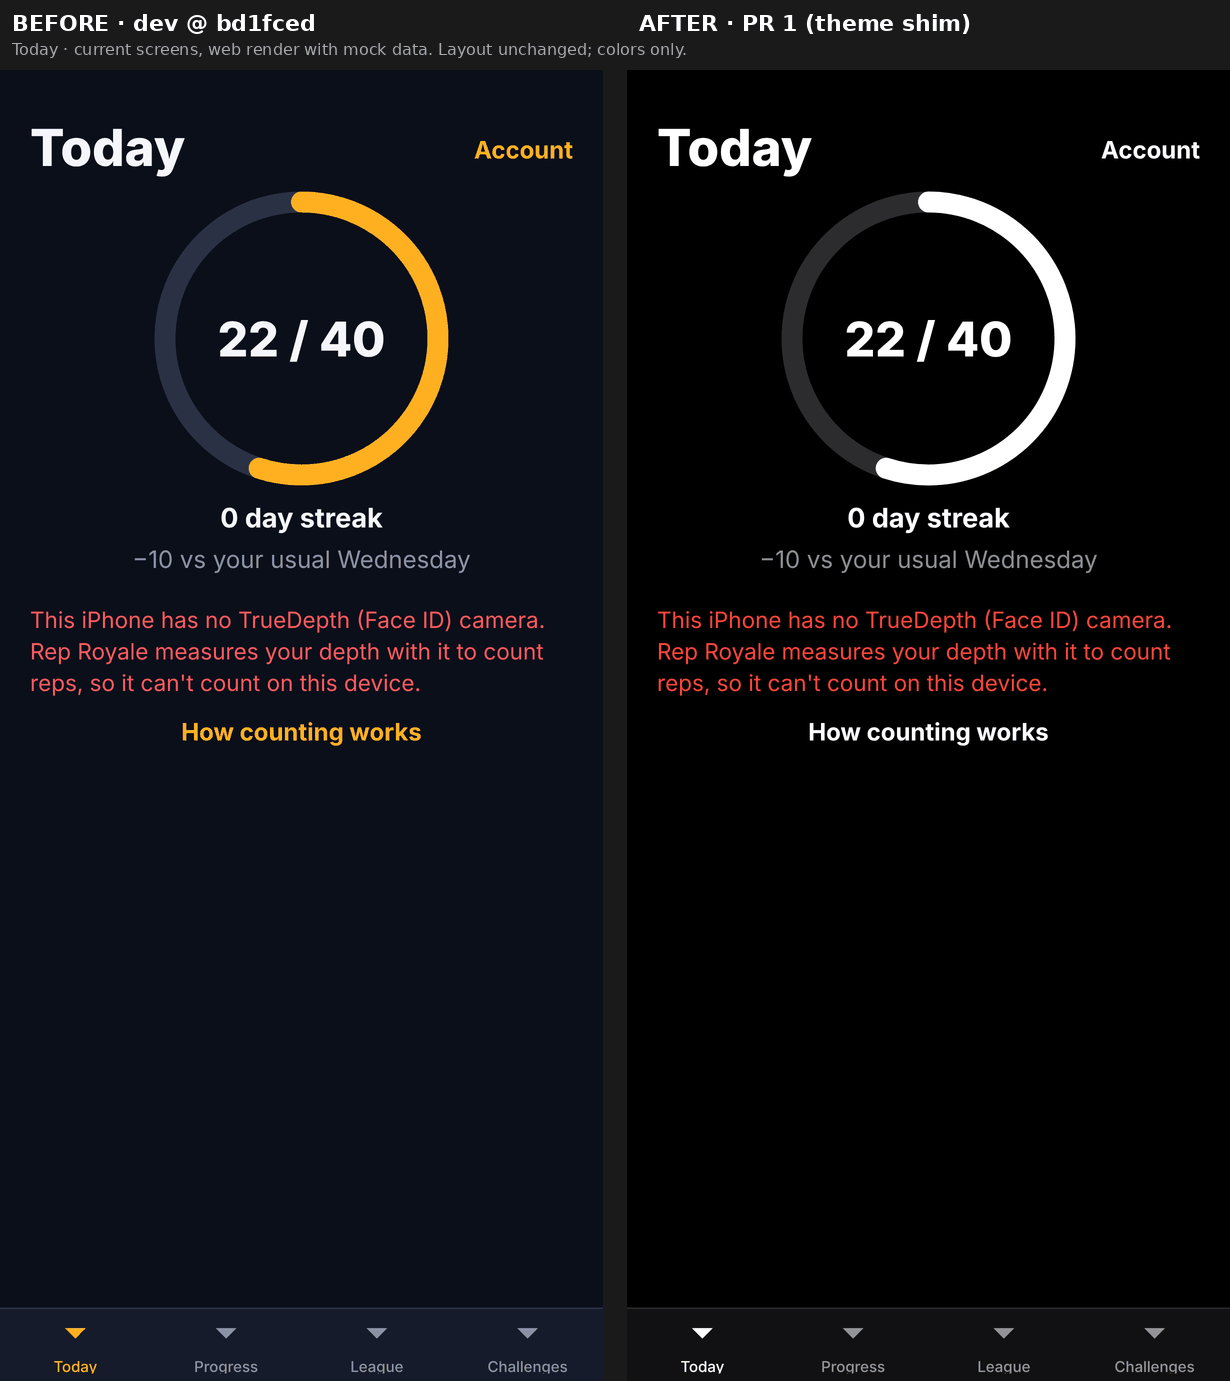 BEFORE · dev @ bd1fced
AFTER · PR 1 (theme shim)
Today · current screens, web render with mock data. Layout unchanged; colors only.
Today
Account
22 / 40
0 day streak
−10 vs your usual Wednesday
This iPhone has no TrueDepth (Face ID) camera.
Rep Royale measures your depth with it to count
reps, so it can't count on this device.
How counting works
Today
Progress
League
Challenges
Today
Account
22 / 40
0 day streak
−10 vs your usual Wednesday
This iPhone has no TrueDepth (Face ID) camera.
Rep Royale measures your depth with it to count
reps, so it can't count on this device.
How counting works
Today
Progress
League
Challenges